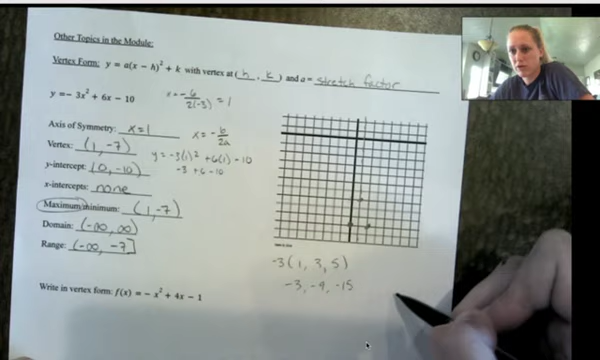 Other Topics in the Module:
Vertex Form: y = a(x − h)² + k with vertex at ( h , k ) and a = stretch factor
y = − 3x² + 6x − 10
x = -6/2(-3) = 1
Axis of Symmetry: x = 1
x = -b/2a
Vertex: (1, -7)
y = -3(1)² + 6(1) - 10
y-intercept: (0, -10)
-3 + 6 - 10
x-intercepts: none
Maximum/minimum: (1, -7)
Domain: (-∞, ∞)
Range: (-∞, -7]
-3(1, 3, 5)
-3, -9, -15
Write in vertex form: f(x) = − x² + 4x − 1